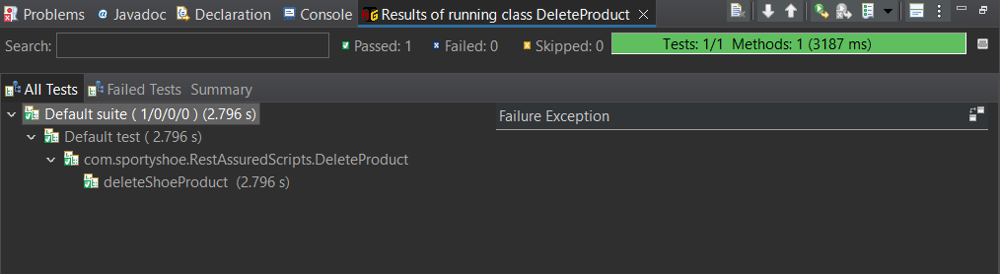 Problems @ Javadoc Declaration Console Results of running class DeleteProduct
Search: Passed: 1 Failed: 0 Skipped: 0 Tests: 1/1 Methods: 1 (3187 ms)
All Tests Failed Tests Summary
Default suite ( 1/0/0/0 ) (2.796 s) Failure Exception
Default test ( 2.796 s)
com.sportyshoe.RestAssuredScripts.DeleteProduct
deleteShoeProduct (2.796 s)